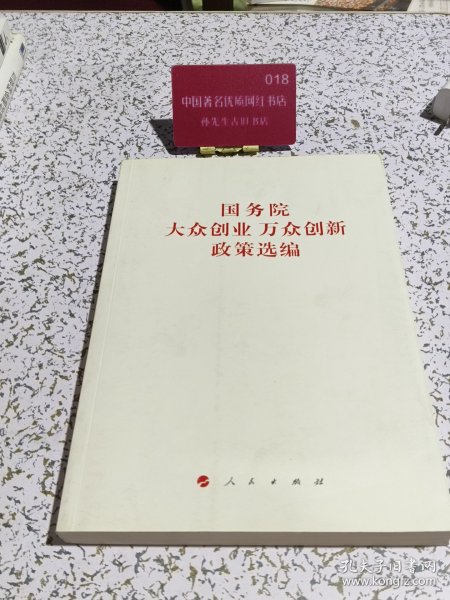 018
中国著名优质网红书店
孙先生古旧书店
国务院
大众创业 万众创新
政策选编
人民出版社
孔夫子旧书网
www.kongfz.com